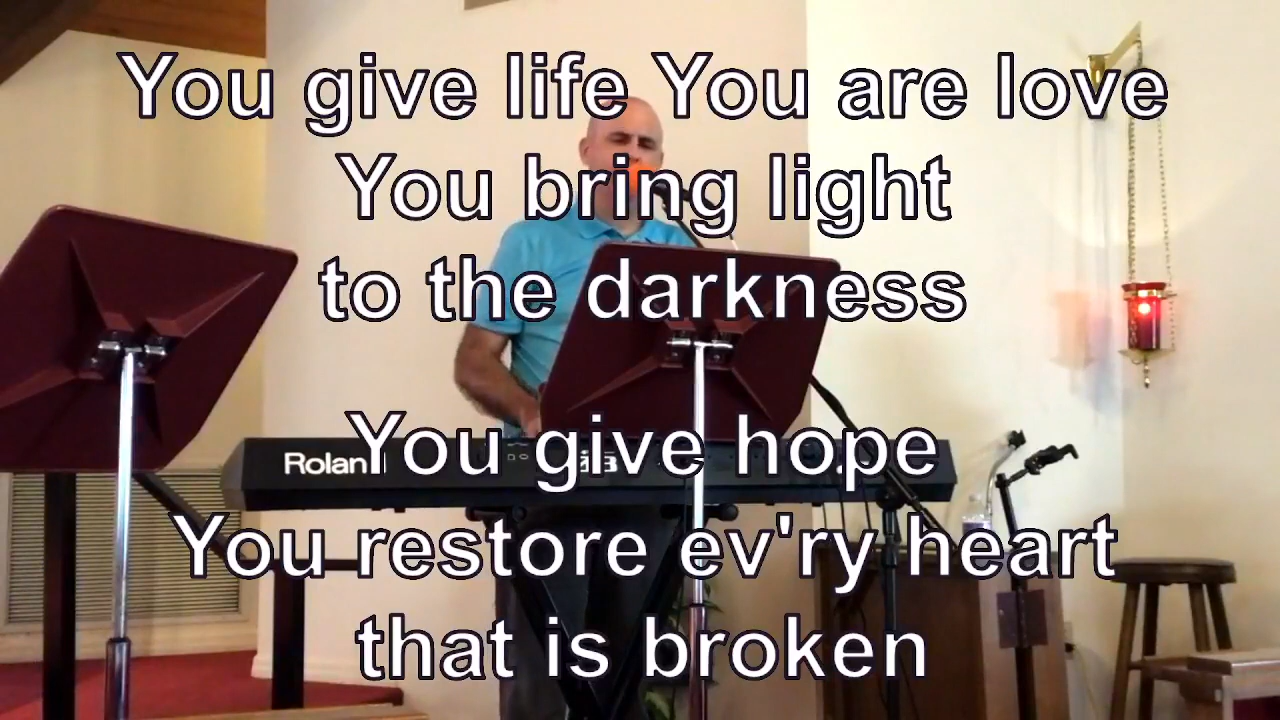 You give life You are love
You bring light
to the darkness
You give hope
Rolan
You restore ev'ry heart
that is broken